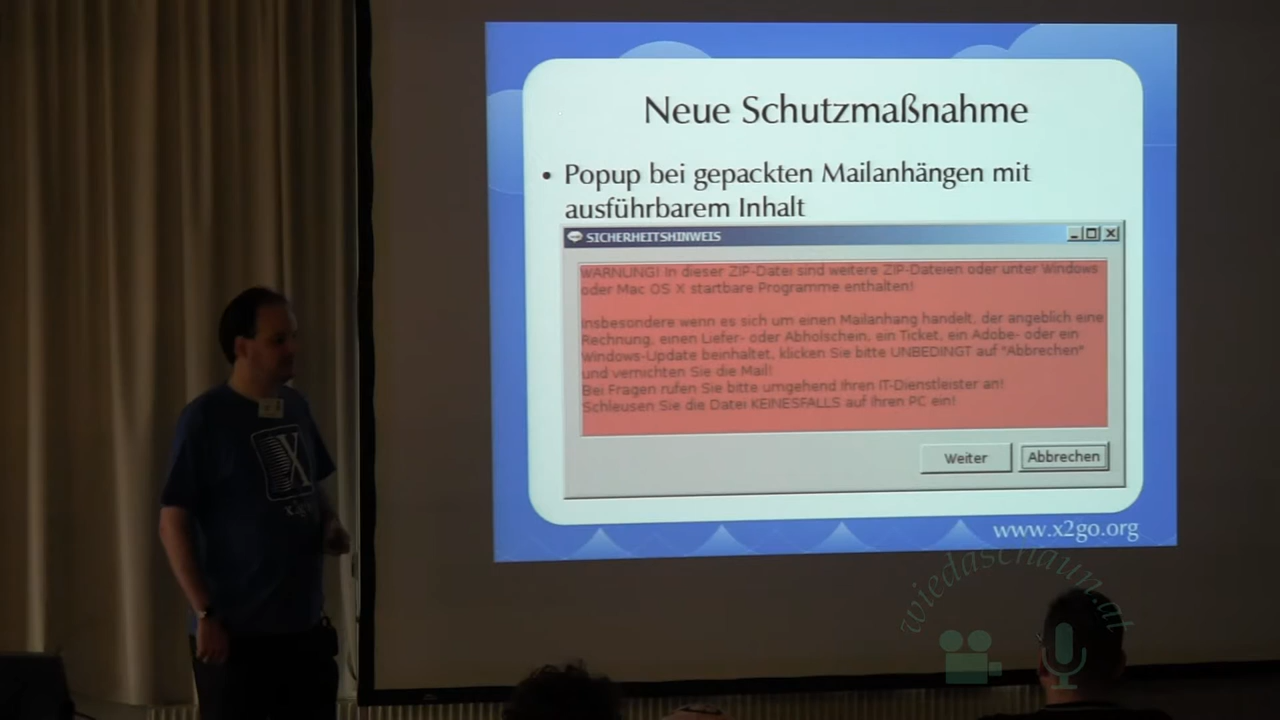 Neue Schutzmaßnahme
• Popup bei gepackten Mailanhängen mit
ausführbarem Inhalt
SICHERHEITSHINWEIS
WARNUNG! In dieser ZIP-Datei sind weitere ZIP-Dateien oder unter Windows
oder Mac OS X startbare Programme enthalten!
Insbesondere wenn es sich um einen Mailanhang handelt, der angeblich eine
Rechnung, einen Liefer- oder Abholschein, ein Ticket, ein Adobe- oder ein
Windows-Update beinhaltet, klicken Sie bitte UNBEDINGT auf "Abbrechen"
und vernichten Sie die Mail!
Bei Fragen rufen Sie bitte umgehend Ihren IT-Dienstleister an!
Schleusen Sie die Datei KEINESFALLS auf Ihren PC ein!
Weiter Abbrechen
www.x2go.org
X
wiedaschaun.at